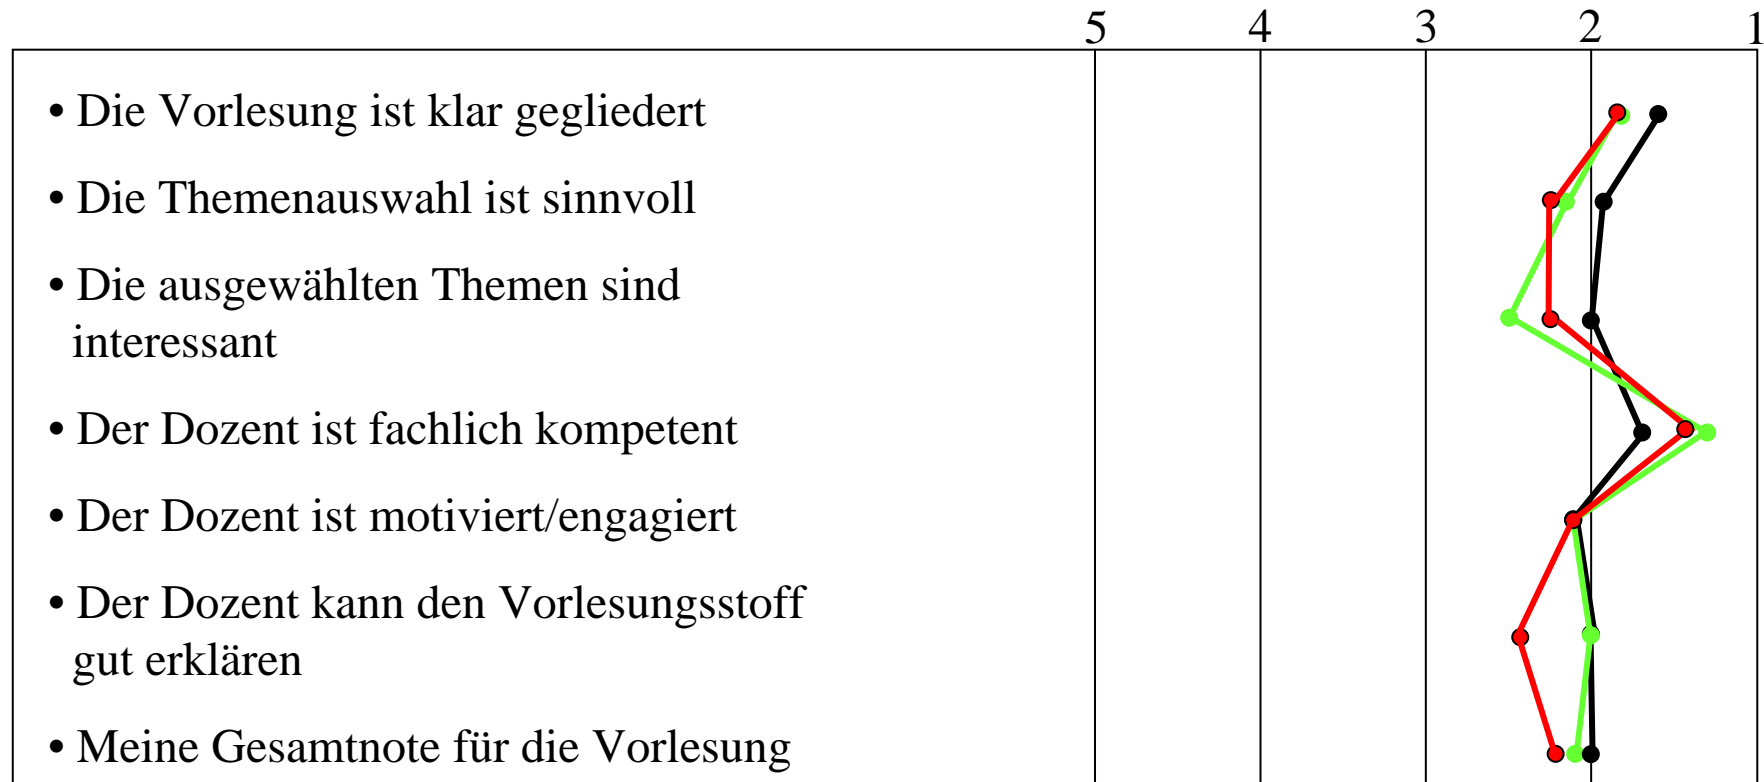 5 4 3 2 1
• Die Vorlesung ist klar gegliedert
• Die Themenauswahl ist sinnvoll
• Die ausgewählten Themen sind
interessant
• Der Dozent ist fachlich kompetent
• Der Dozent ist motiviert/engagiert
• Der Dozent kann den Vorlesungsstoff
gut erklären
• Meine Gesamtnote für die Vorlesung